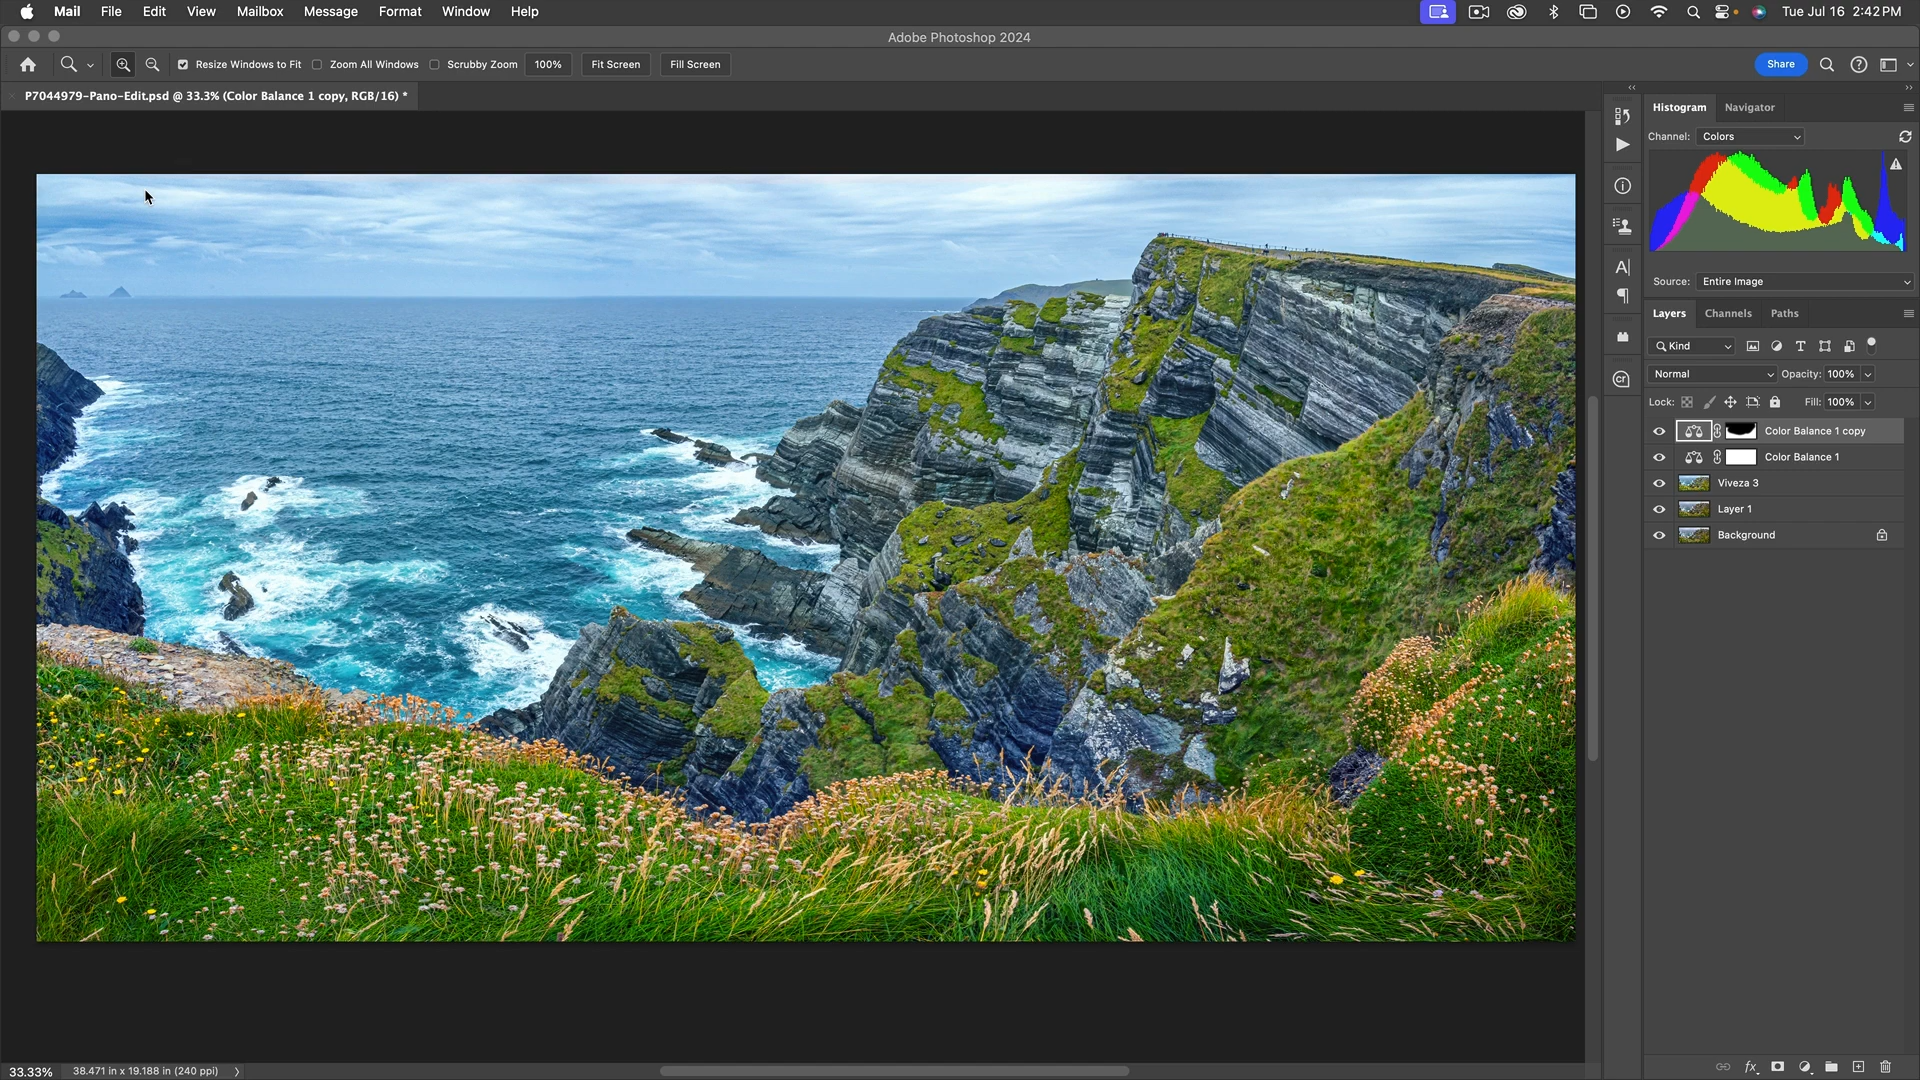 Mail File Edit View Mailbox Message Format Window Help Tue Jul 16 2:42 PM
Adobe Photoshop 2024
Resize Windows to Fit Zoom All Windows Scrubby Zoom 100% Fit Screen Fill Screen Share
P7044979-Pano-Edit.psd @ 33.3% (Color Balance 1 copy, RGB/16) *
Histogram Navigator
Channel: Colors
Source: Entire Image
Layers Channels Paths
Kind
Normal Opacity: 100%
Lock: Fill: 100%
Color Balance 1 copy
Color Balance 1
Viveza 3
Layer 1
Background
33.33% 38.471 in x 19.188 in (240 ppi)